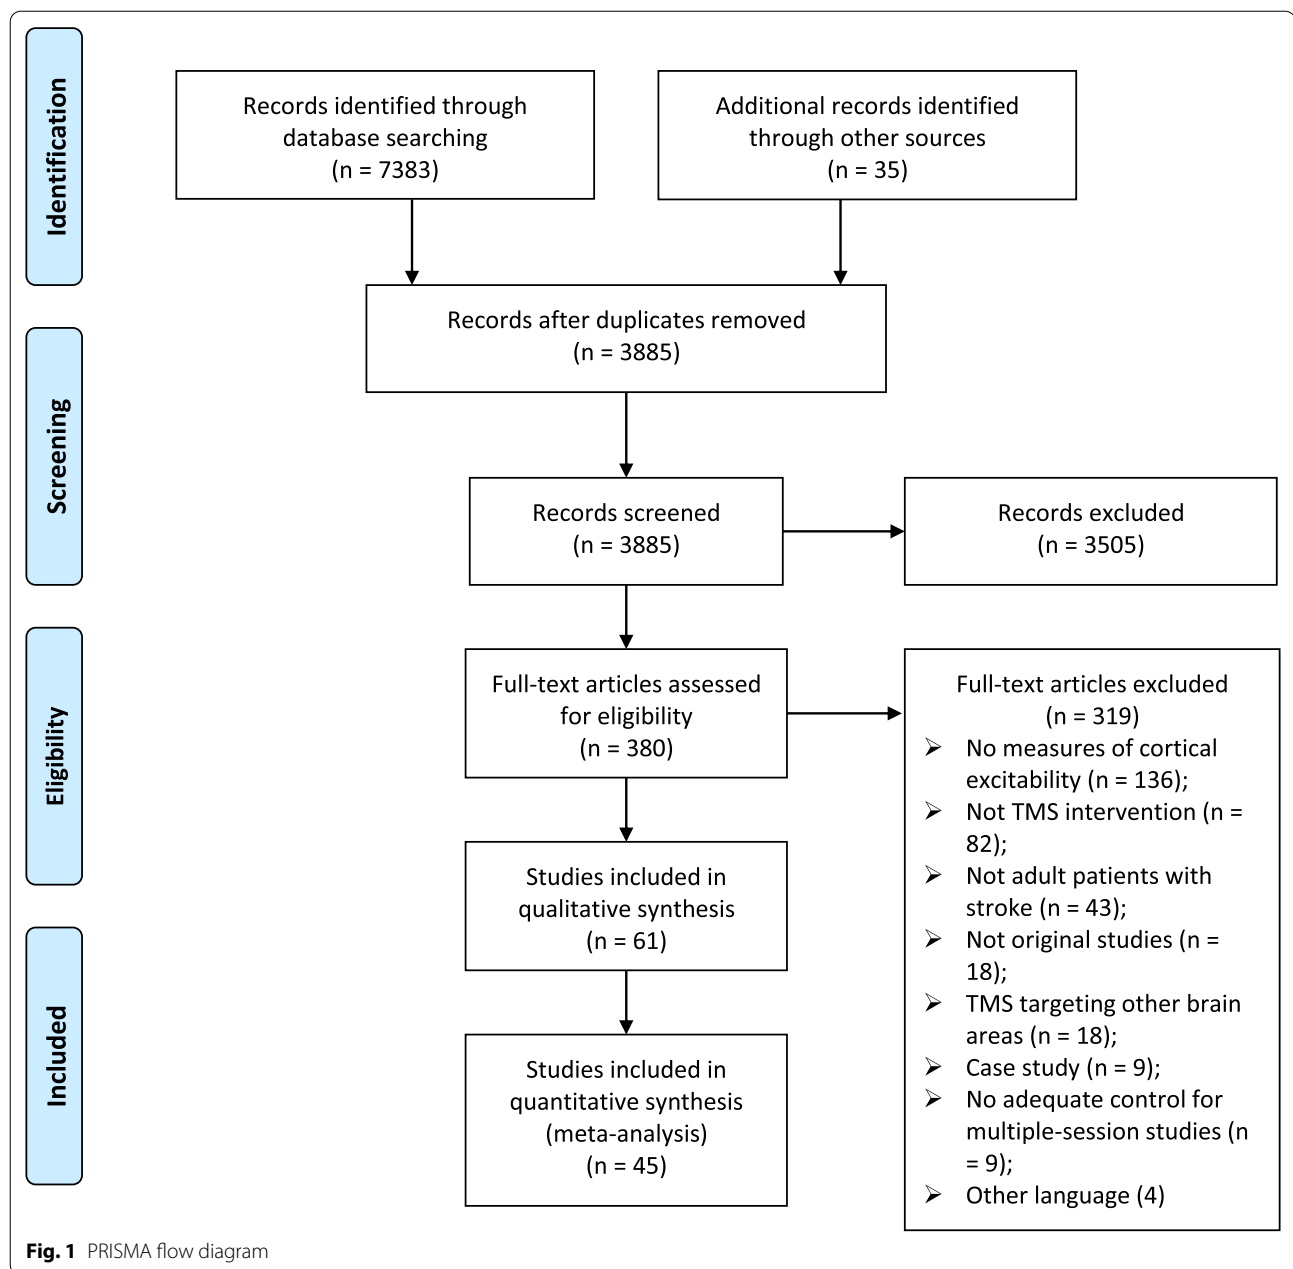 Identification
Records identified through
database searching
(n = 7383)
Additional records identified
through other sources
(n = 35)
Records after duplicates removed
(n = 3885)
Screening
Records screened
(n = 3885)
Records excluded
(n = 3505)
Eligibility
Full-text articles assessed
for eligibility
(n = 380)
Full-text articles excluded
(n = 319)
➢ No measures of cortical
excitability (n = 136);
➢ Not TMS intervention (n =
82);
➢ Not adult patients with
stroke (n = 43);
➢ Not original studies (n =
18);
➢ TMS targeting other brain
areas (n = 18);
➢ Case study (n = 9);
➢ No adequate control for
multiple-session studies (n
= 9);
➢ Other language (4)
Studies included in
qualitative synthesis
(n = 61)
Included
Studies included in
quantitative synthesis
(meta-analysis)
(n = 45)
Fig. 1 PRISMA flow diagram